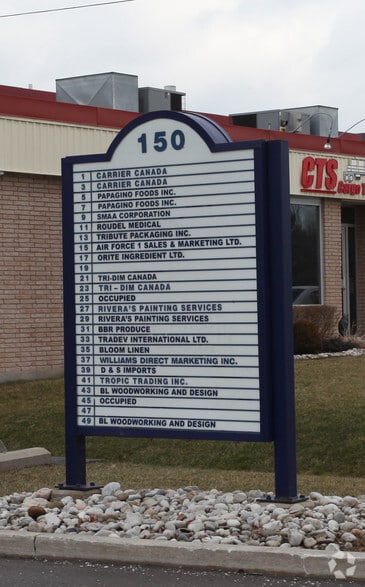 150
1 CARRIER CANADA
3 CARRIER CANADA
5 PAPAGINO FOODS INC.
7 PAPAGINO FOODS INC.
9 SMAA CORPORATION
11 ROUDEL MEDICAL
13 TRIBUTE PACKAGING INC.
15 AIR FORCE 1 SALES & MARKETING LTD.
17 ORITE INGREDIENT LTD.
19
21 TRI-DIM CANADA
23 TRI - DIM CANADA
25 OCCUPIED
27 RIVERA'S PAINTING SERVICES
29 RIVERA'S PAINTING SERVICES
31 BBR PRODUCE
33 TRADEV INTERNATIONAL LTD.
35 BLOOM LINEN
37 WILLIAMS DIRECT MARKETING INC.
39 D & S IMPORTS
41 TROPIC TRADING INC.
43 BL WOODWORKING AND DESIGN
45 OCCUPIED
47
49 BL WOODWORKING AND DESIGN
CTS